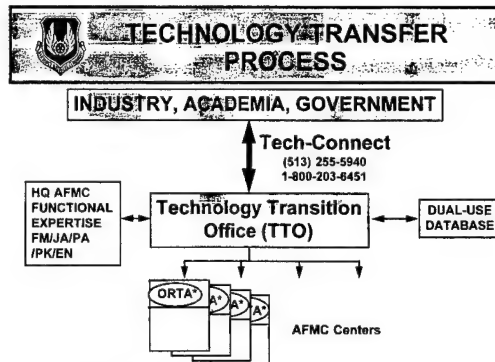 TECHNOLOGY TRANSFER
PROCESS
INDUSTRY, ACADEMIA, GOVERNMENT
Tech-Connect
(513) 255-5940
1-800-203-6451
HQ AFMC
FUNCTIONAL
EXPERTISE
FM/JA/PA
/PK/EN
Technology Transition
Office (TTO)
DUAL-USE
DATABASE
ORTA*
A*
A*
A*
AFMC Centers